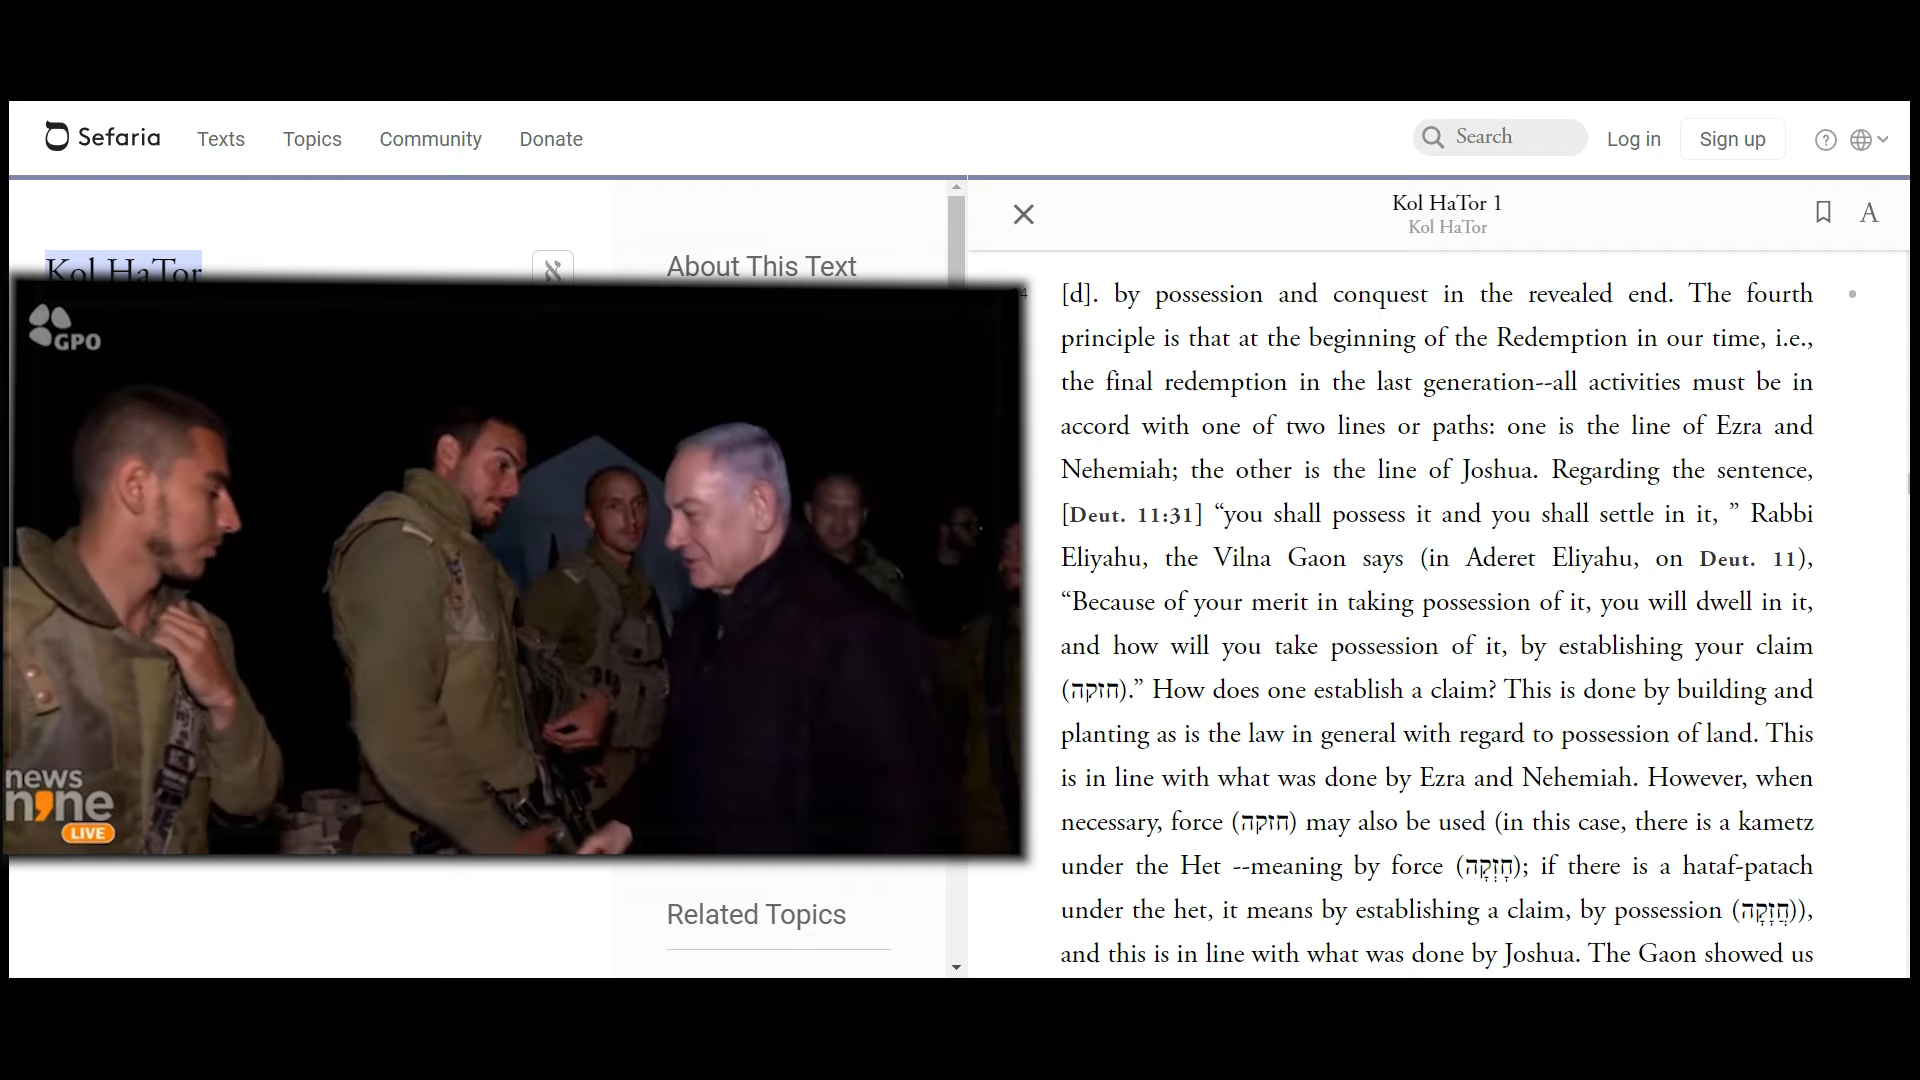 Sefaria
Texts
Topics
Community
Donate
Search
Log in
Sign up
Kol HaTor
א
About This Text
Kol HaTor 1
Kol HaTor
A
4
[d]. by possession and conquest in the revealed end. The fourth
principle is that at the beginning of the Redemption in our time, i.e.,
the final redemption in the last generation--all activities must be in
accord with one of two lines or paths: one is the line of Ezra and
Nehemiah; the other is the line of Joshua. Regarding the sentence,
[Deut. 11:31] “you shall possess it and you shall settle in it, ” Rabbi
Eliyahu, the Vilna Gaon says (in Aderet Eliyahu, on Deut. 11),
“Because of your merit in taking possession of it, you will dwell in it,
and how will you take possession of it, by establishing your claim
(חזקה).” How does one establish a claim? This is done by building and
planting as is the law in general with regard to possession of land. This
is in line with what was done by Ezra and Nehemiah. However, when
necessary, force (חזקה) may also be used (in this case, there is a kametz
under the Het --meaning by force (חָזְקָה); if there is a hataf-patach
under the het, it means by establishing a claim, by possession (חֲזָקָה)),
and this is in line with what was done by Joshua. The Gaon showed us
GPO
news
n9ne
LIVE
Related Topics